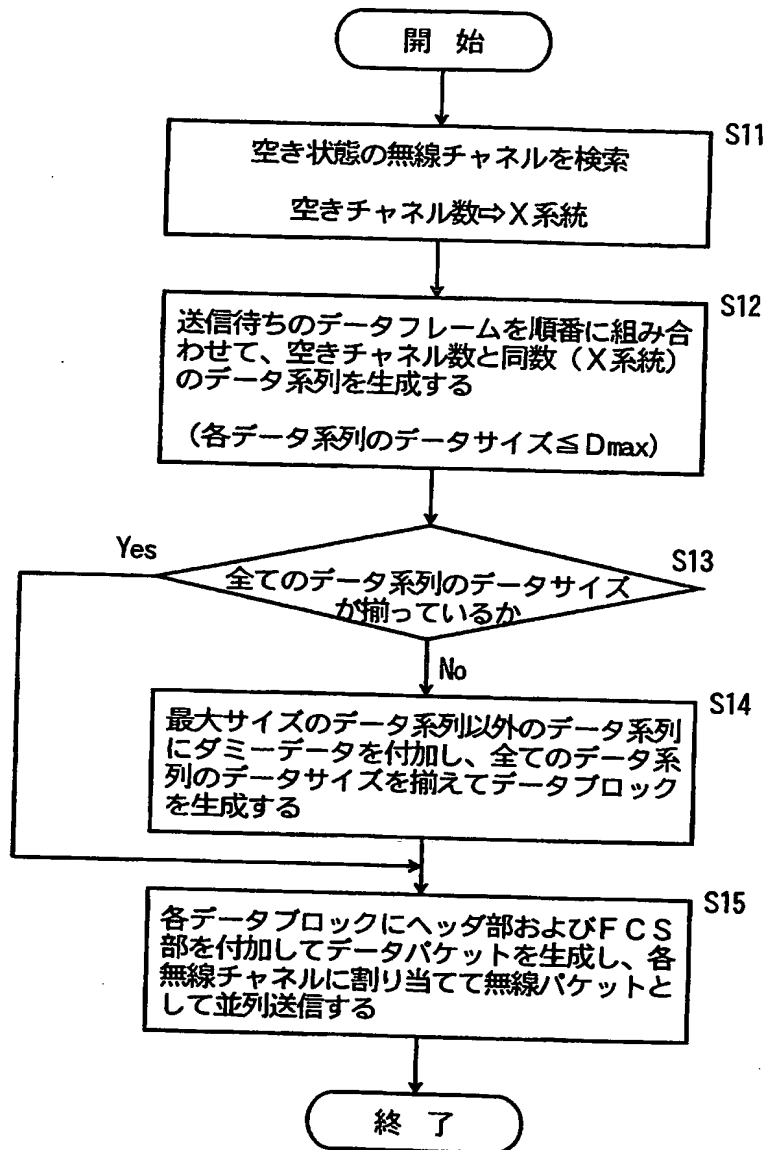 開 始
S11
空き状態の無線チャネルを検索
空きチャネル数⇒X系統
S12
送信待ちのデータフレームを順番に組み合
わせて、空きチャネル数と同数（X系統）
のデータ系列を生成する
（各データ系列のデータサイズ≦Dmax）
Yes
S13
全てのデータ系列のデータサイズ
が揃っているか
No
S14
最大サイズのデータ系列以外のデータ系列
にダミーデータを付加し、全てのデータ系
列のデータサイズを揃えてデータブロック
を生成する
S15
各データブロックにヘッダ部およびＦＣＳ
部を付加してデータパケットを生成し、各
無線チャネルに割り当てて無線パケットと
して並列送信する
終 了